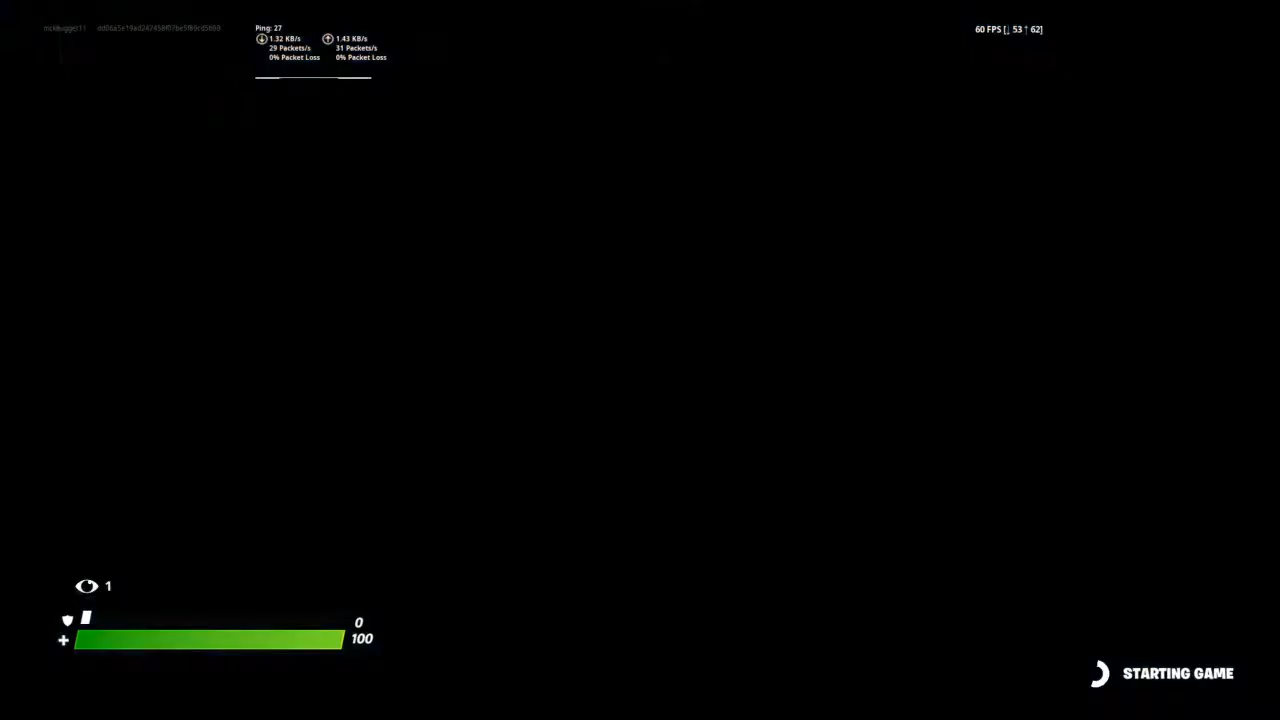 Ping: 27
1.32 KB/s 1.43 KB/s
29 Packets/s 31 Packets/s
0% Packet Loss 0% Packet Loss
60 FPS [↓ 53 ↑ 62]
1
0
100
STARTING GAME